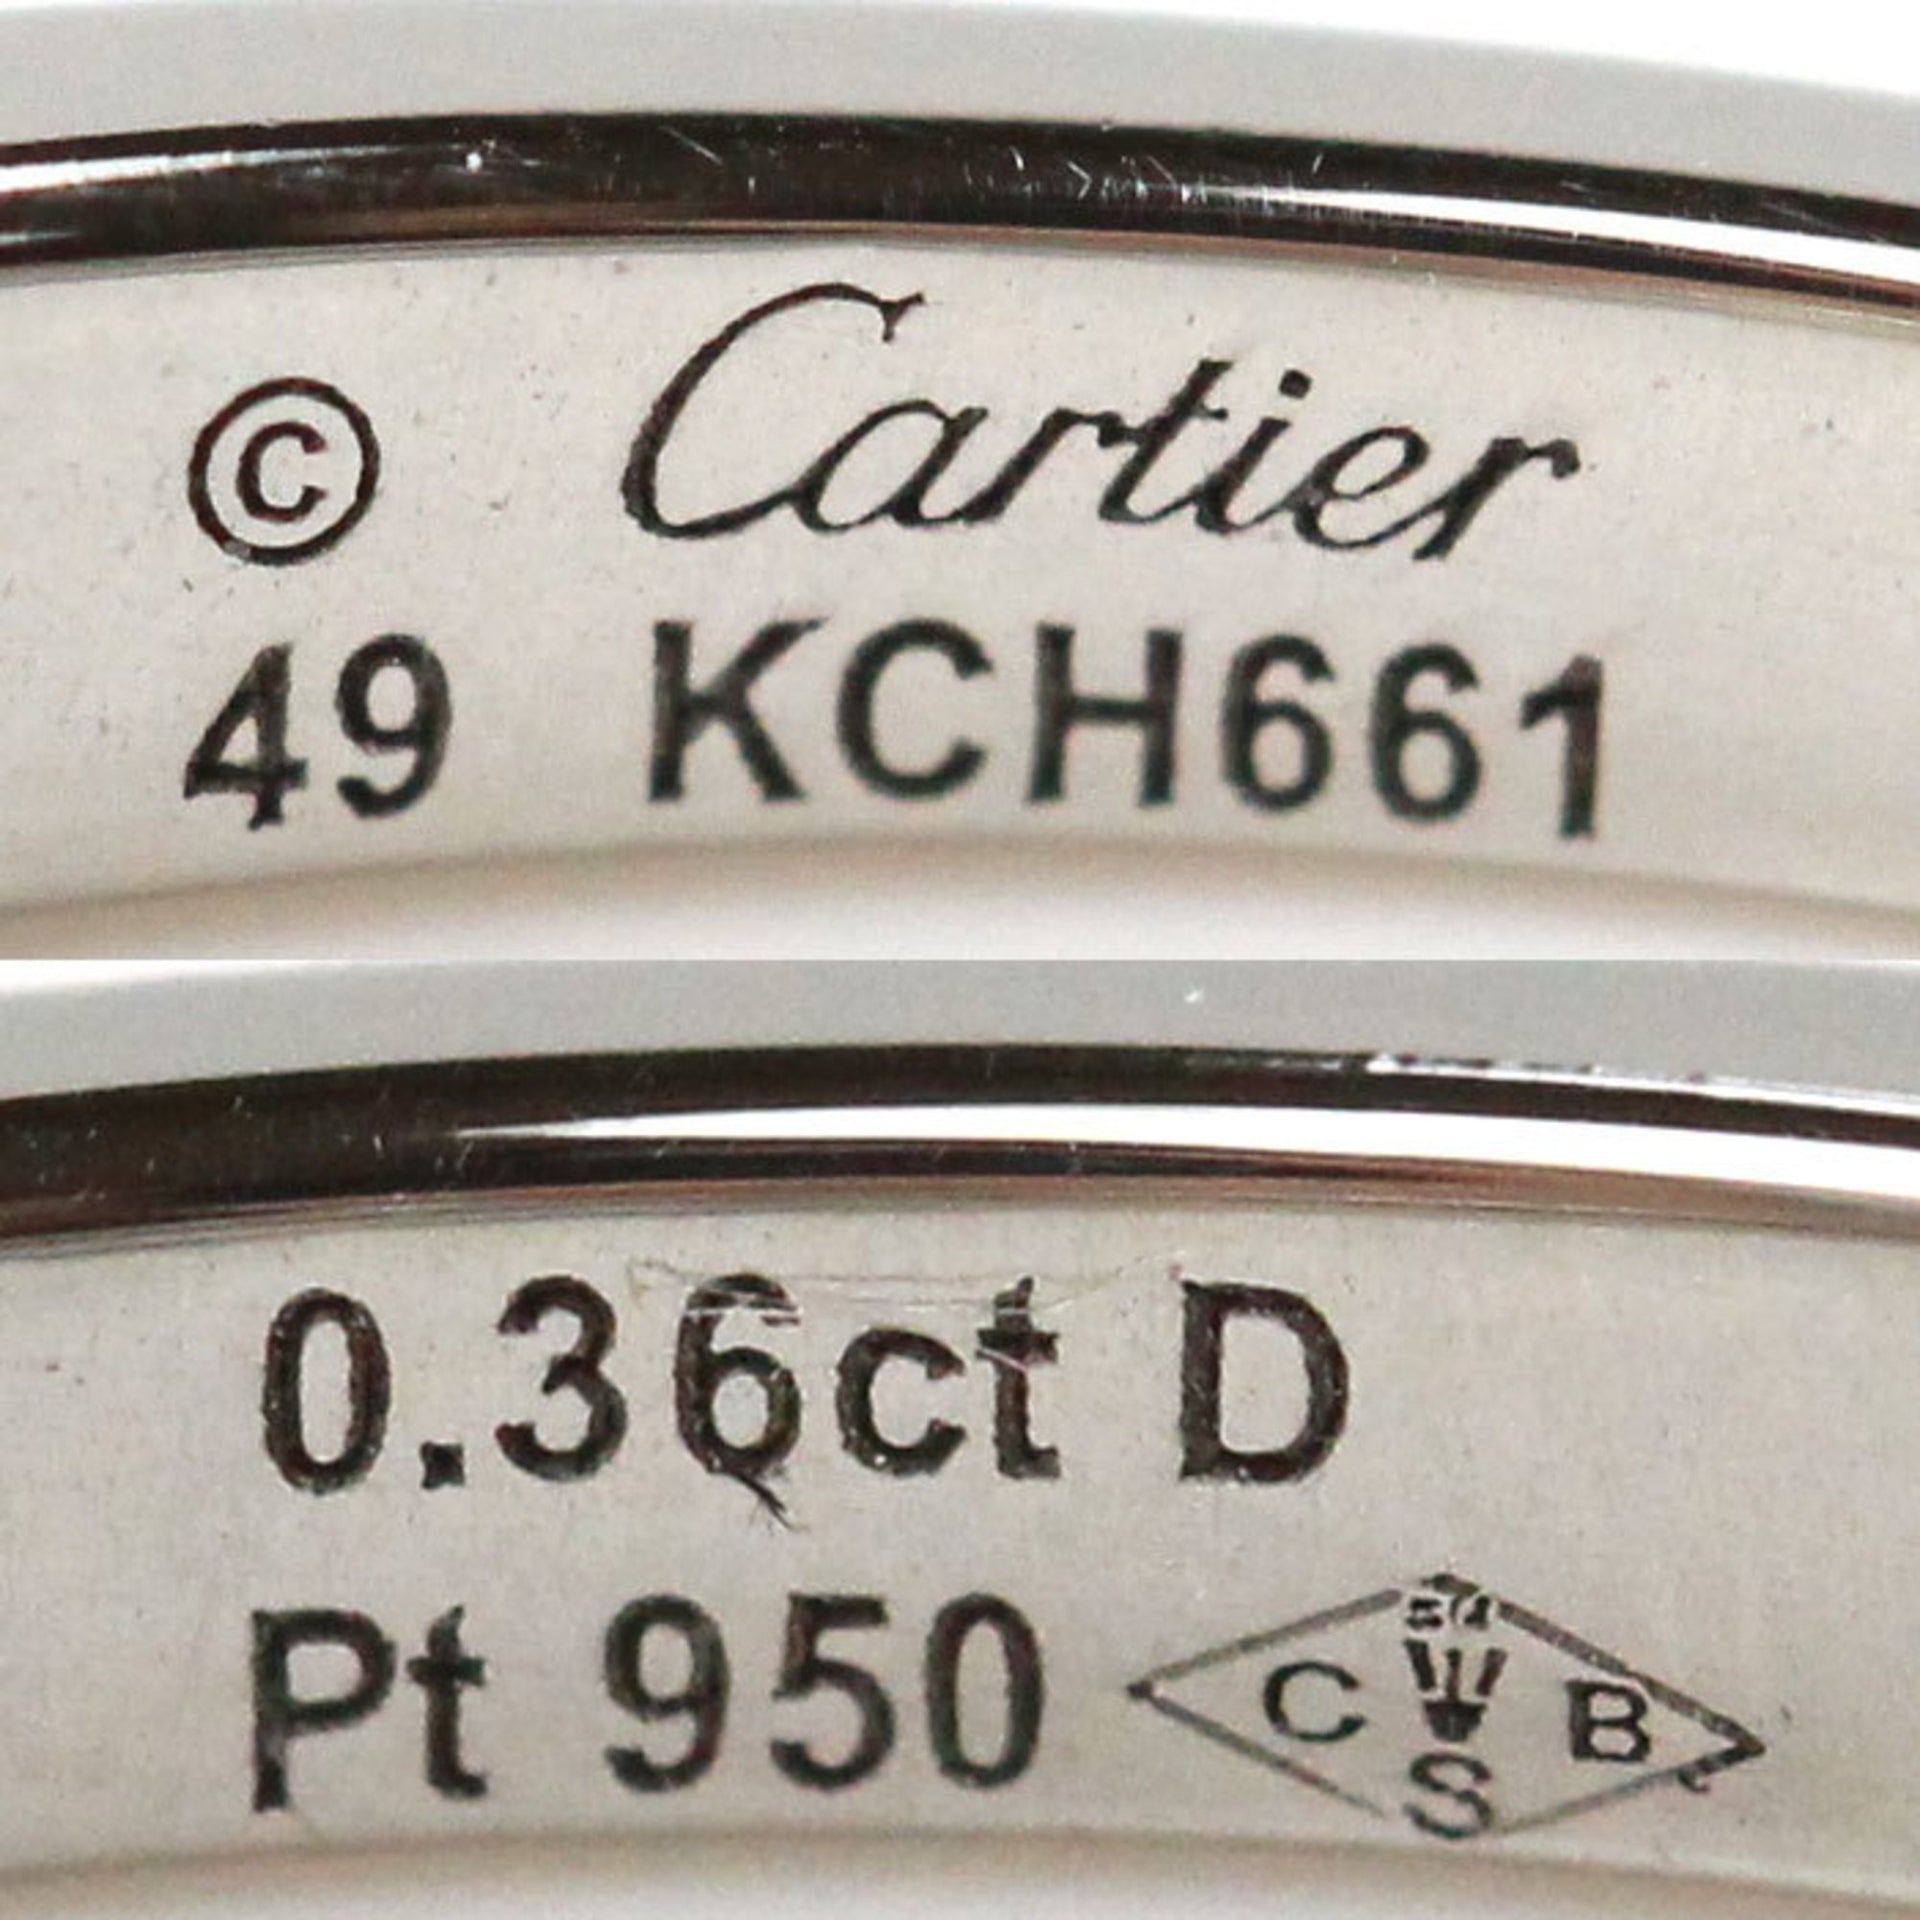 © Cartier
49 KCH661
0.36ct D
Pt 950 C B
S